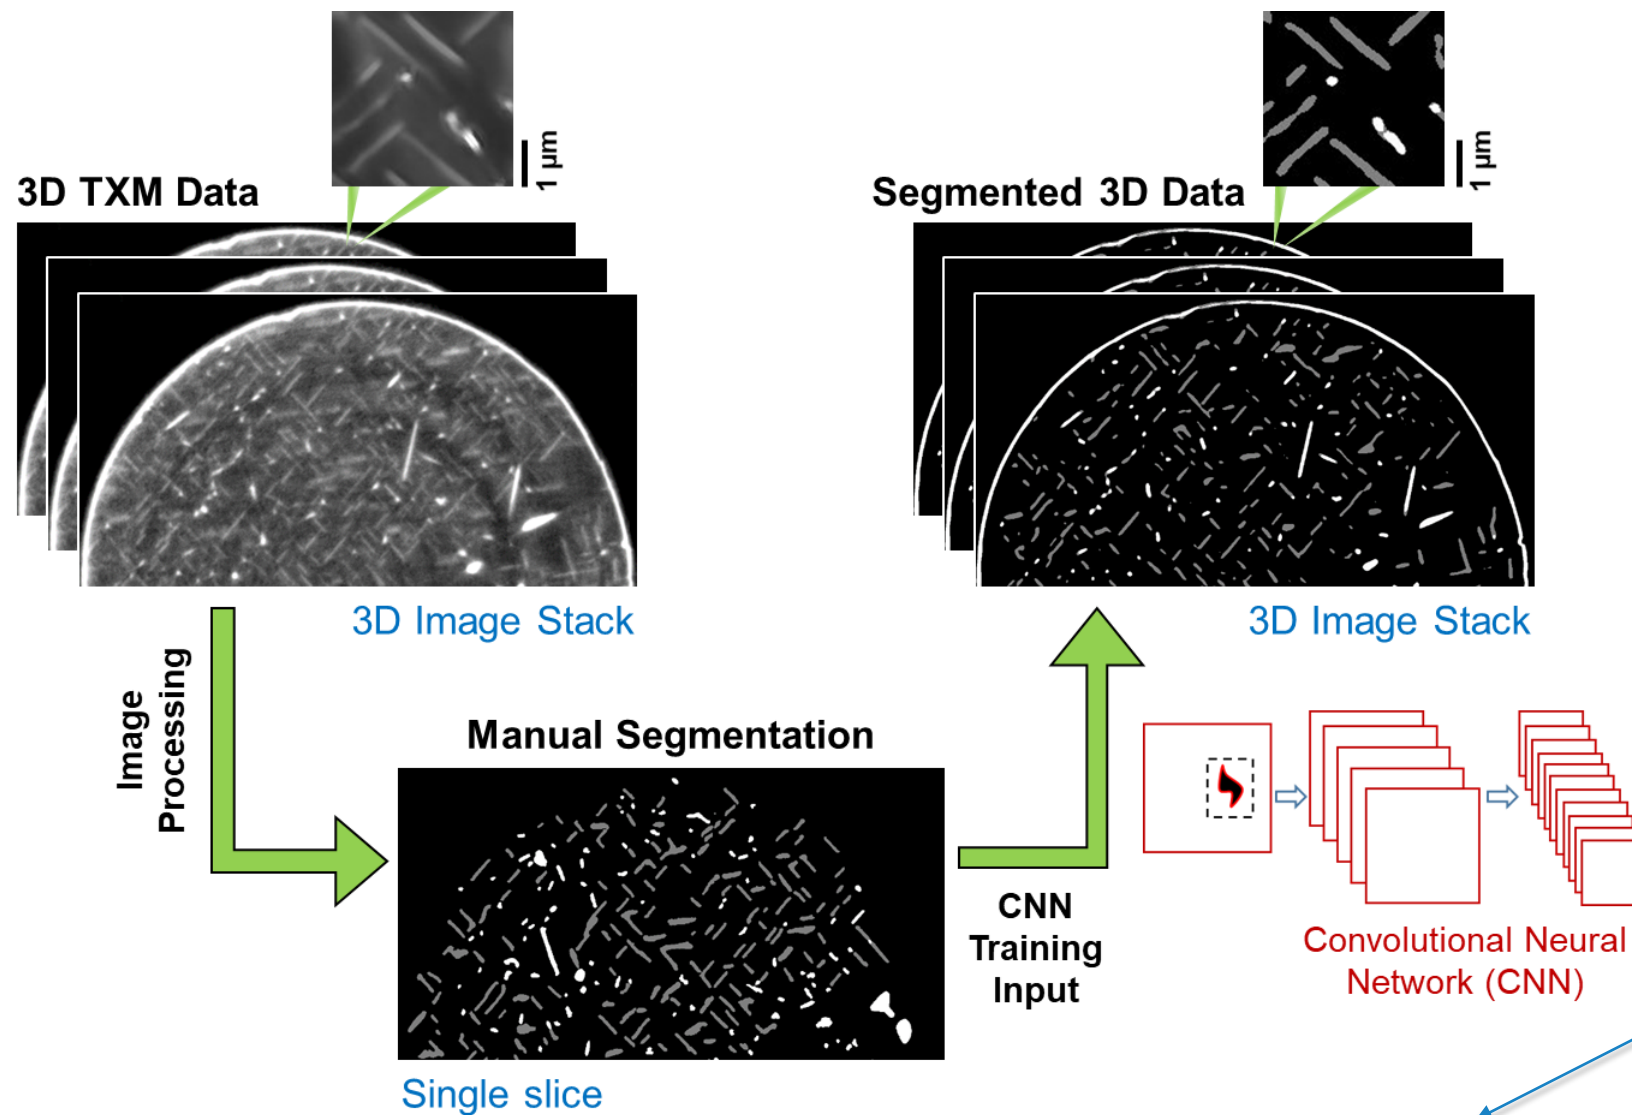 1 µm
3D TXM Data
3D Image Stack
1 µm
Segmented 3D Data
3D Image Stack
Image
Processing
Manual Segmentation
Single slice
CNN
Training
Input
Convolutional Neural
Network (CNN)